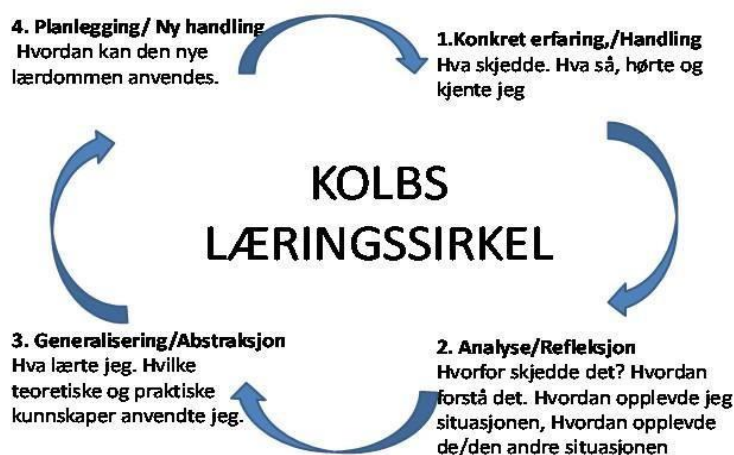 4. Planlegging/ Ny handling
Hvordan kan den nye
lærdommen anvendes.
1.Konkret erfaring,/Handling
Hva skjedde. Hva så, hørte og
kjente jeg
KOLBS
LÆRINGSSIRKEL
3. Generalisering/Abstraksjon
Hva lærte jeg. Hvilke
teoretiske og praktiske
kunnskaper anvendte jeg.
2. Analyse/Refleksjon
Hvorfor skjedde det? Hvordan
forstå det. Hvordan opplevde jeg
situasjonen, Hvordan opplevde
de/den andre situasjonen